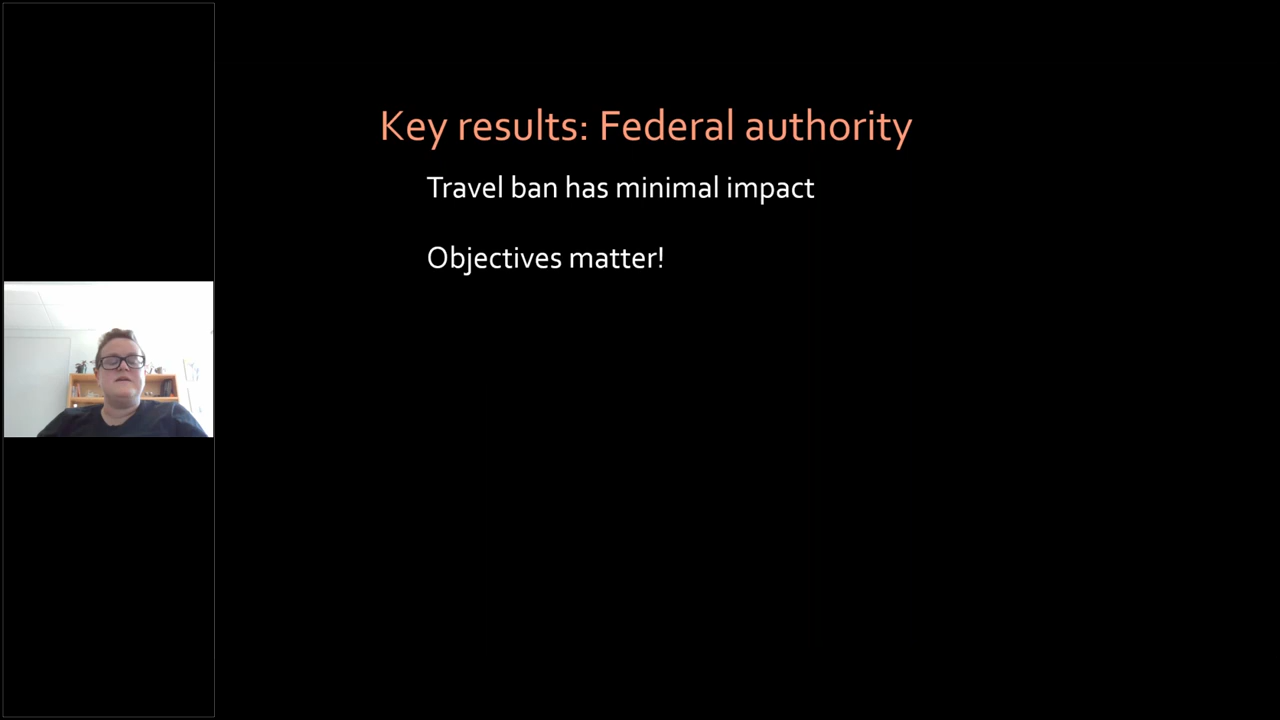 Key results: Federal authority
Travel ban has minimal impact
Objectives matter!